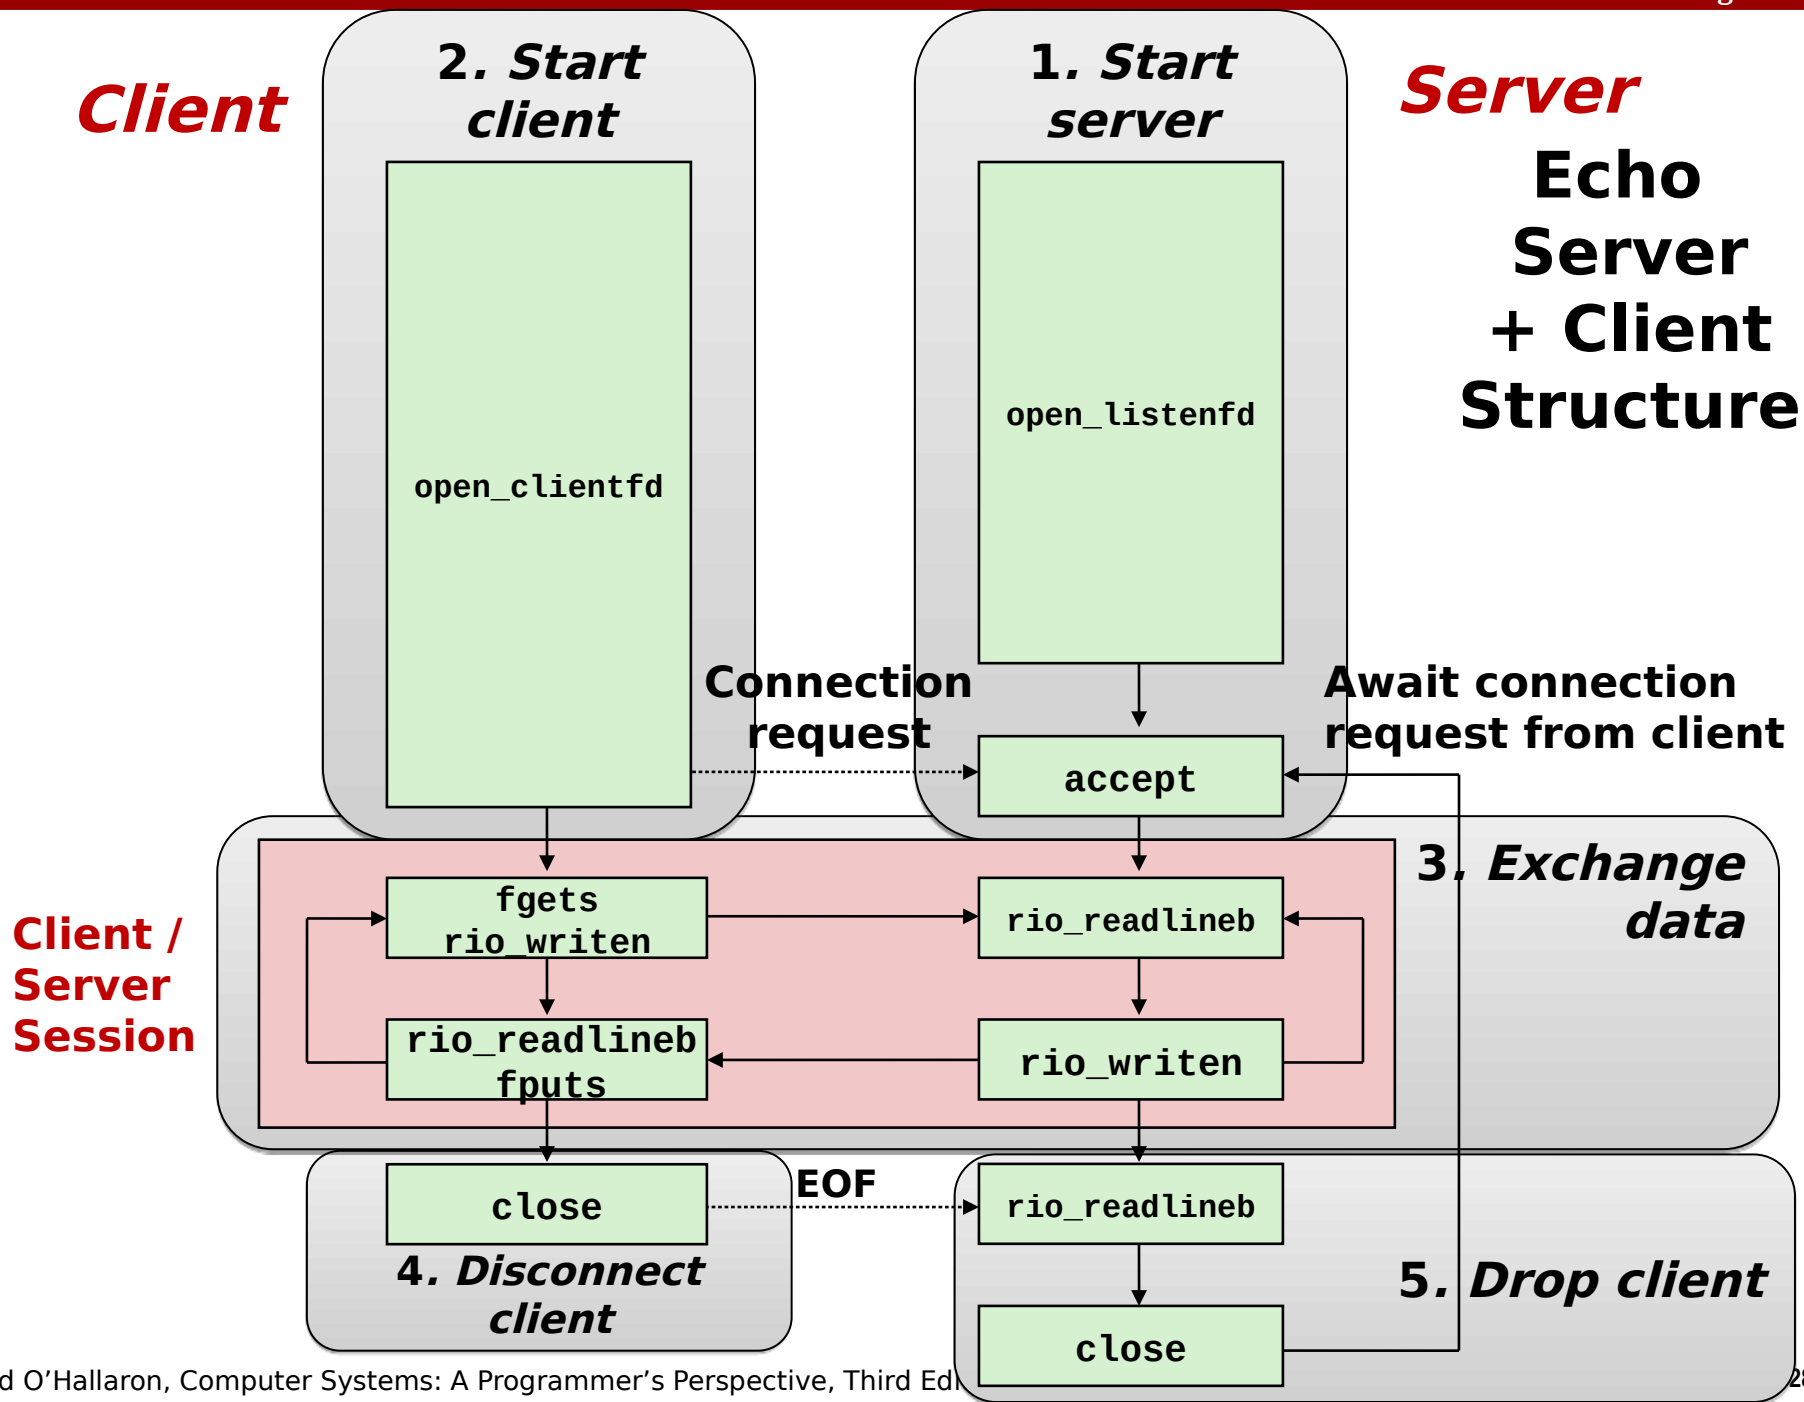 Client
2. Start
client
1. Start
server
Server
Echo
Server
+ Client
Structure
open_clientfd
open_listenfd
Connection
request
Await connection
request from client
accept
3. Exchange
data
Client /
Server
Session
fgets
rio_writen
rio_readlineb
rio_readlineb
fputs
rio_writen
close
EOF
rio_readlineb
4. Disconnect
client
5. Drop client
close
d O’Hallaron, Computer Systems: A Programmer’s Perspective, Third Edi